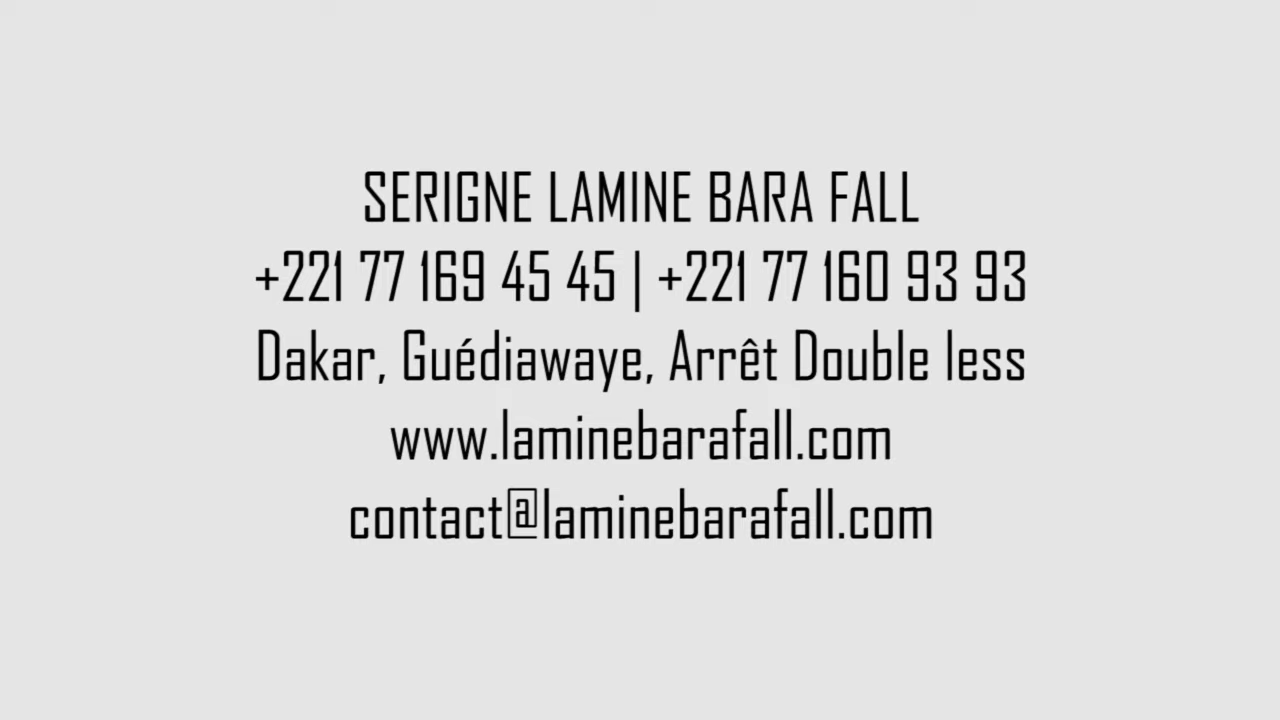 SERIGNE LAMINE BARA FALL
+221 77 169 45 45 | +221 77 160 93 93
Dakar, Guédiawaye, Arrêt Double less
www.laminebarafall.com
contact@laminebarafall.com